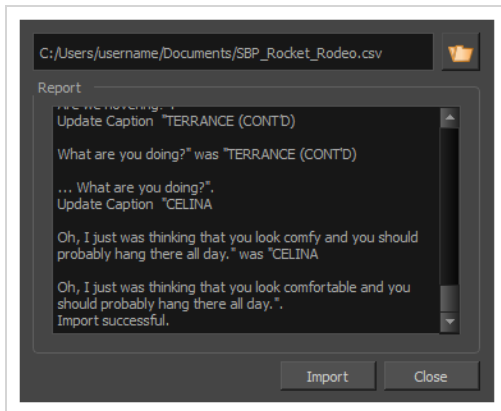 C:/Users/username/Documents/SBP_Rocket_Rodeo.csv
Report
Are we hovering?".
Update Caption "TERRANCE (CONT'D)
What are you doing?" was "TERRANCE (CONT'D)
... What are you doing?".
Update Caption "CELINA
Oh, I just was thinking that you look comfy and you should
probably hang there all day." was "CELINA
Oh, I just was thinking that you look comfortable and you
should probably hang there all day.".
Import successful.
Import
Close